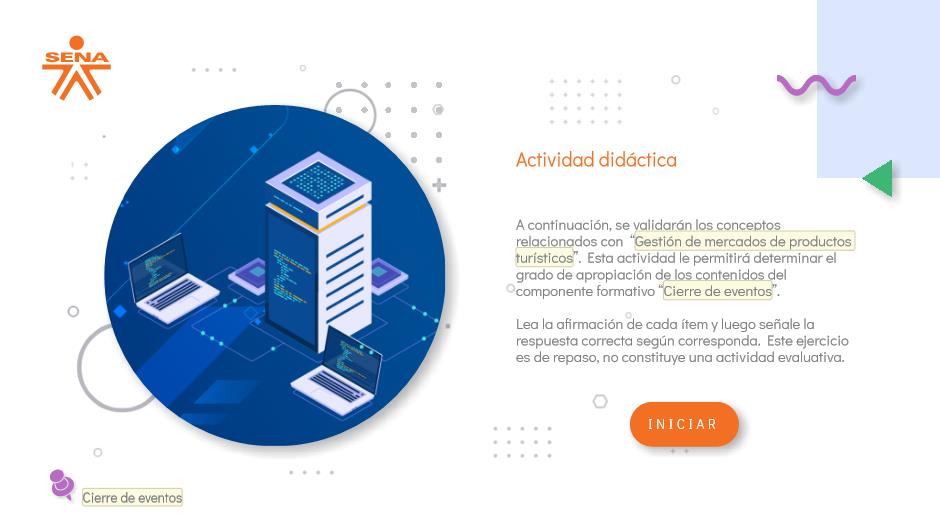 SENA
Actividad didáctica
A continuación, se validarán los conceptos
relacionados con "Gestión de mercados de productos
turísticos". Esta actividad le permitirá determinar el
grado de apropiación de los contenidos del
componente formativo "Cierre de eventos".
Lea la afirmación de cada ítem y luego señale la
respuesta correcta según corresponda. Este ejercicio
es de repaso, no constituye una actividad evaluativa.
INICIAR
Cierre de eventos